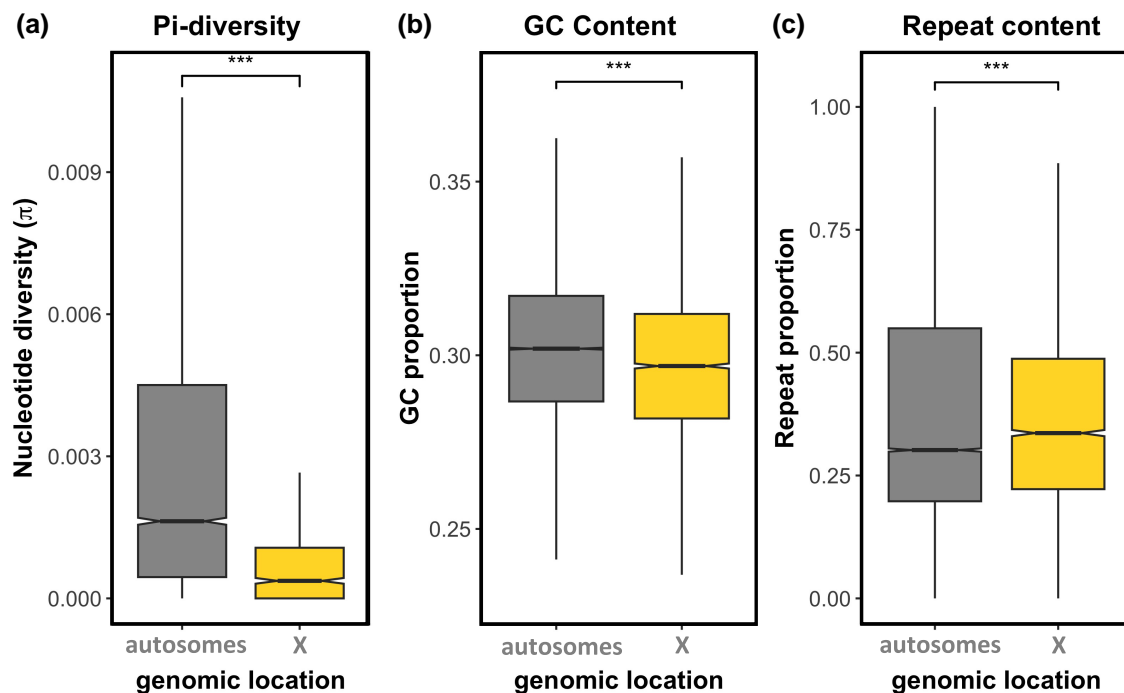 (a) Pi-diversity
***
Nucleotide diversity (π)
0.009
0.006
0.003
0.000
autosomes X
genomic location
(b) GC Content
***
GC proportion
0.35
0.30
0.25
autosomes X
genomic location
(c) Repeat content
***
Repeat proportion
1.00
0.75
0.50
0.25
0.00
autosomes X
genomic location